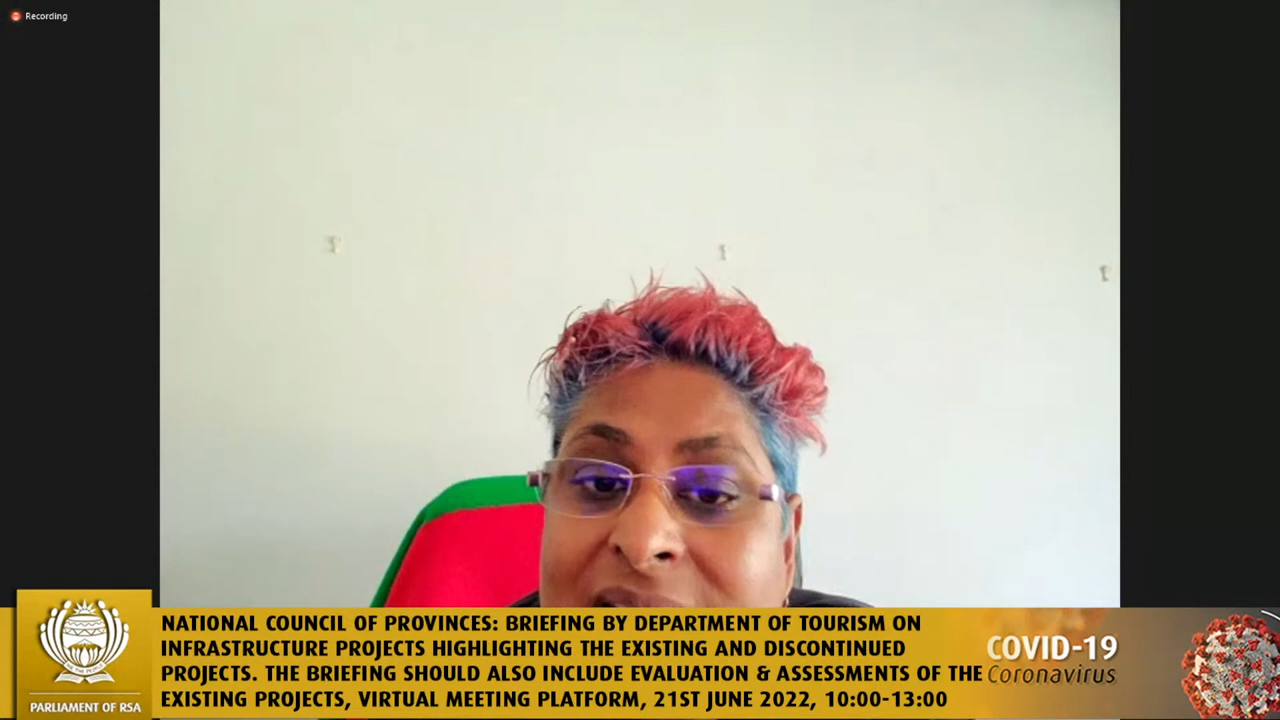 Recording
NATIONAL COUNCIL OF PROVINCES: BRIEFING BY DEPARTMENT OF TOURISM ON
INFRASTRUCTURE PROJECTS HIGHLIGHTING THE EXISTING AND DISCONTINUED
PROJECTS. THE BRIEFING SHOULD ALSO INCLUDE EVALUATION & ASSESSMENTS OF THE
EXISTING PROJECTS, VIRTUAL MEETING PLATFORM, 21ST JUNE 2022, 10:00-13:00
PARLIAMENT OF RSA
COVID-19
Coronavirus